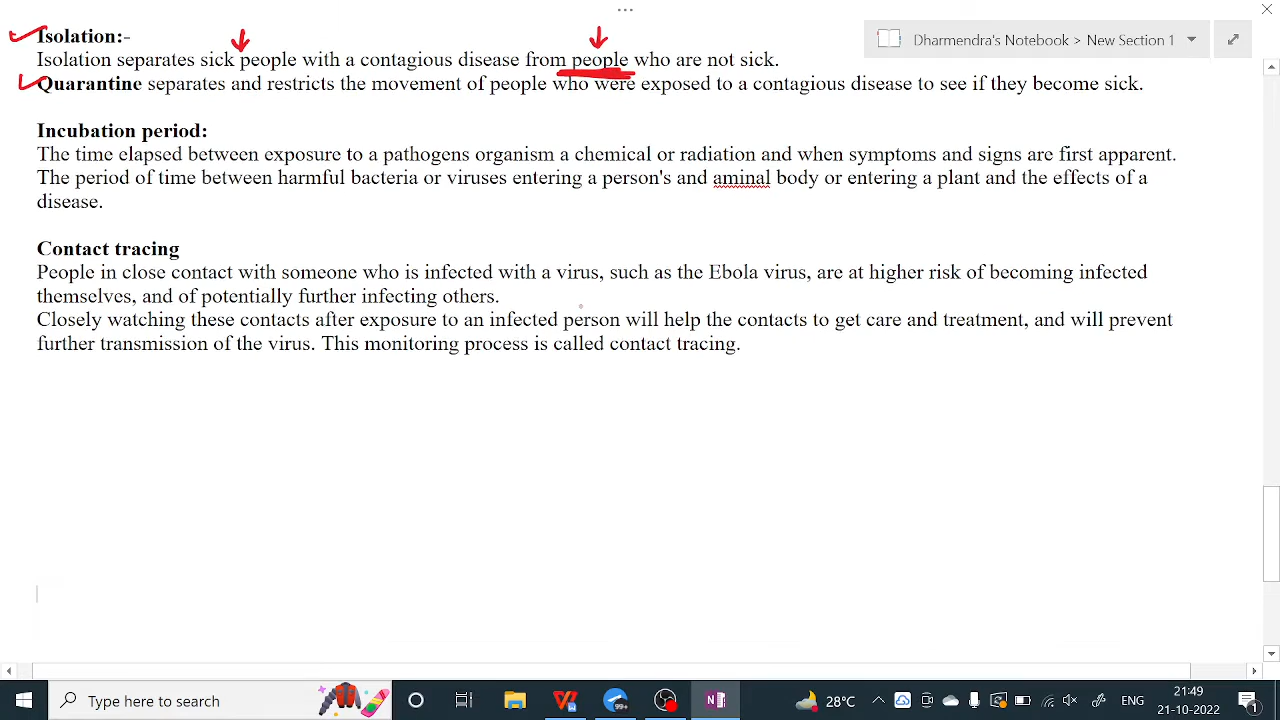 Isolation:-
Dharmendra's Notebook > New Section 1
Isolation separates sick people with a contagious disease from people who are not sick.
Quarantine separates and restricts the movement of people who were exposed to a contagious disease to see if they become sick.
Incubation period:
The time elapsed between exposure to a pathogens organism a chemical or radiation and when symptoms and signs are first apparent.
The period of time between harmful bacteria or viruses entering a person's and aminal body or entering a plant and the effects of a
disease.
Contact tracing
People in close contact with someone who is infected with a virus, such as the Ebola virus, are at higher risk of becoming infected
themselves, and of potentially further infecting others.
Closely watching these contacts after exposure to an infected person will help the contacts to get care and treatment, and will prevent
further transmission of the virus. This monitoring process is called contact tracing.
Type here to search
99+
28°C
ENG
21:49
21-10-2022
1